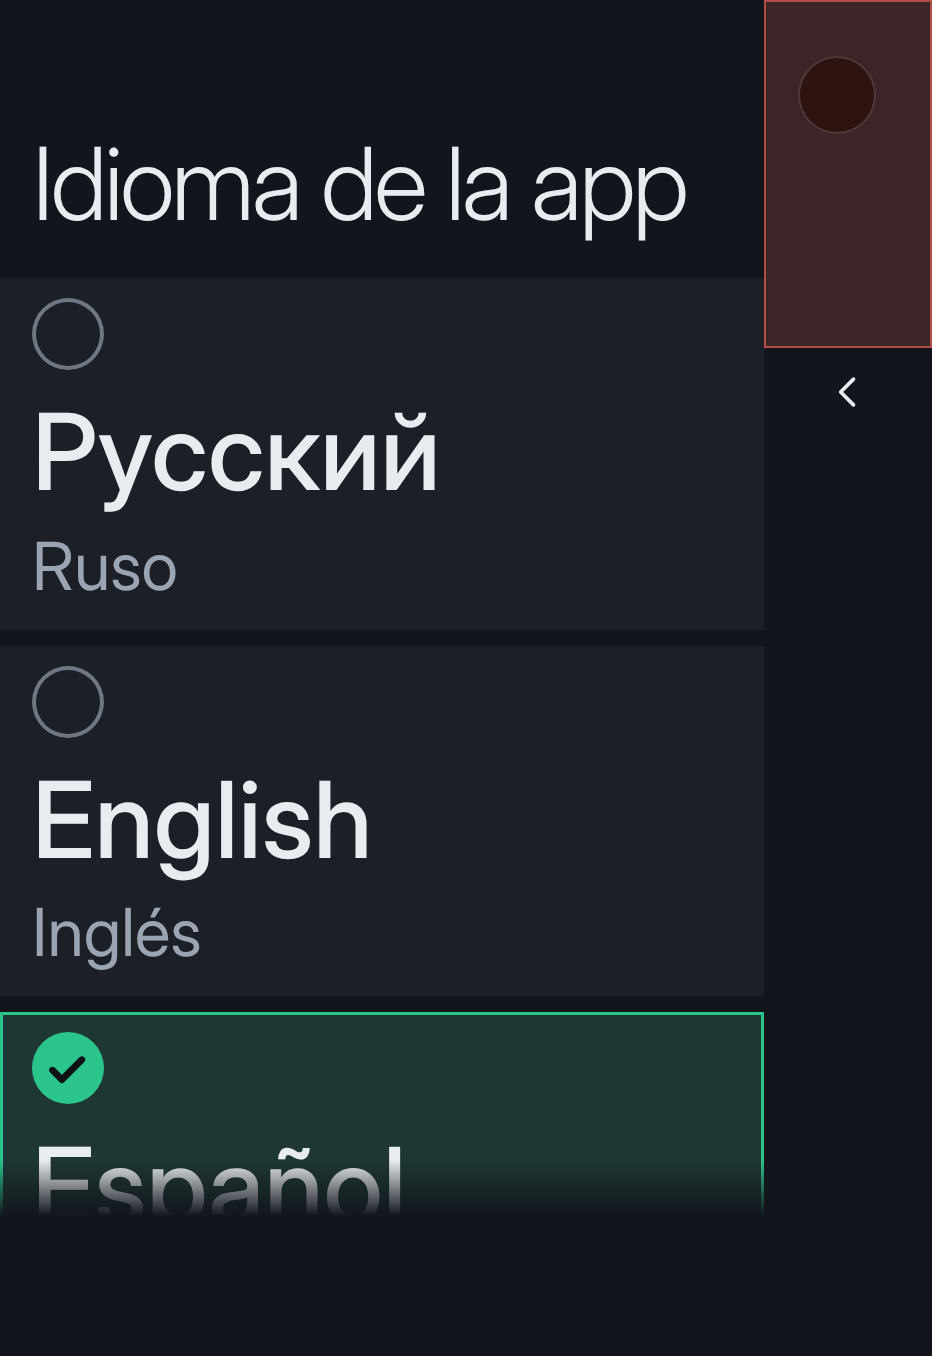 Idioma de la app
Русский
Ruso
English
Inglés
Español